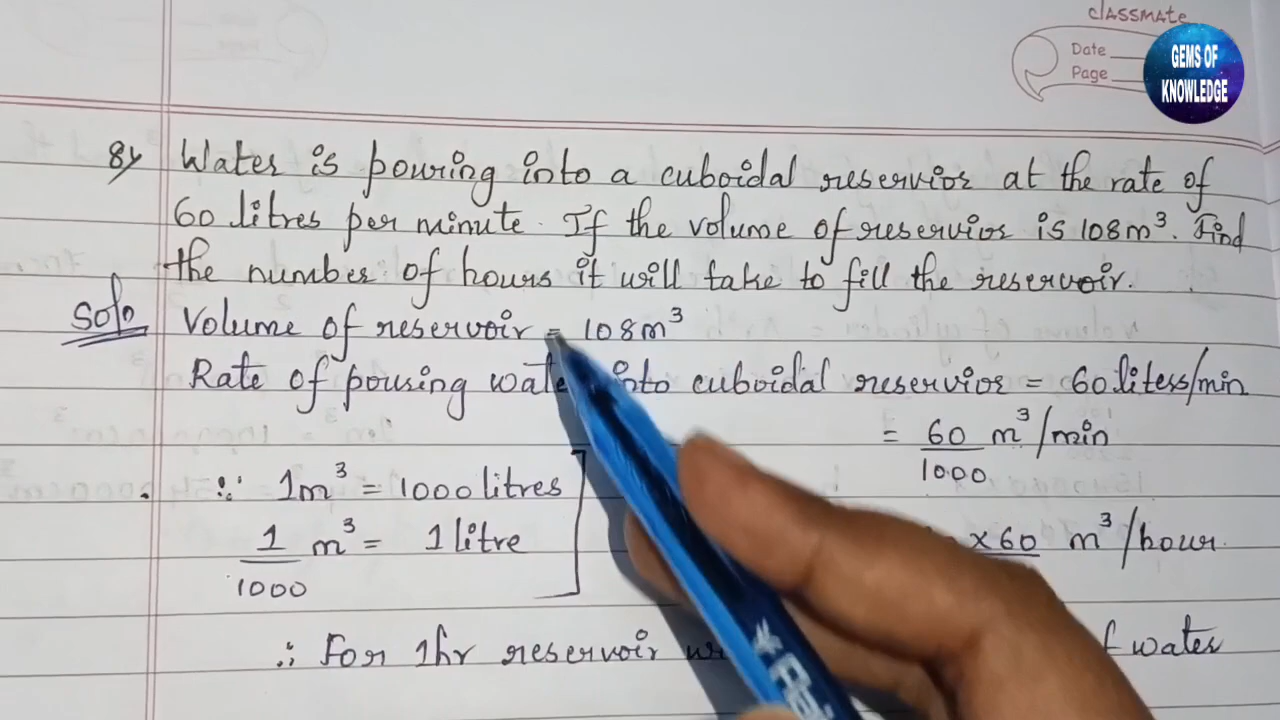 classmate
Date
Page
GEMS OF
KNOWLEDGE
8) Water is pouring into a cuboidal reservior at the rate of
60 litres per minute. If the volume of reservior is 108m³. Find
the number of hours it will take to fill the reservoir.
Soln Volume of reservoir = 108m³
Rate of pouring water into cuboidal reservior = 60 liters/min
= 60/1000 m³/min
∵ 1m³ = 1000 litres
1/1000 m³ = 1 litre
×60 m³/hour
∴ For 1hr reservoir
water